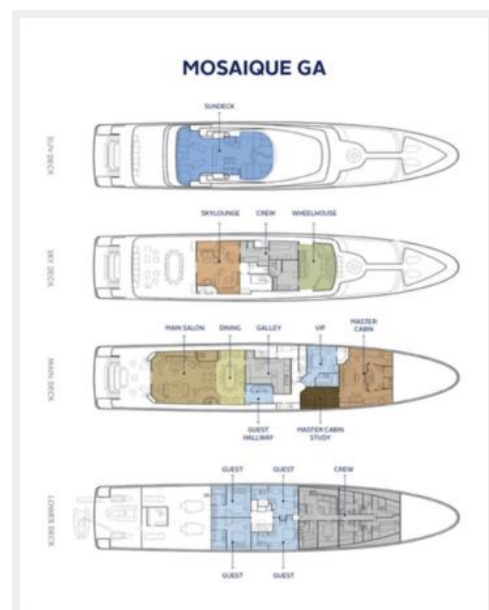 MOSAIQUE GA
SUNDECK
SUN DECK
SKYLOUNGE CREW WHEELHOUSE
SKY DECK
MAIN SALON DINING GALLEY VIP MASTER
CABIN
MAIN DECK
GUEST
HALLWAY
MASTER CABIN
STUDY
GUEST GUEST CREW
LOWER DECK
GUEST GUEST